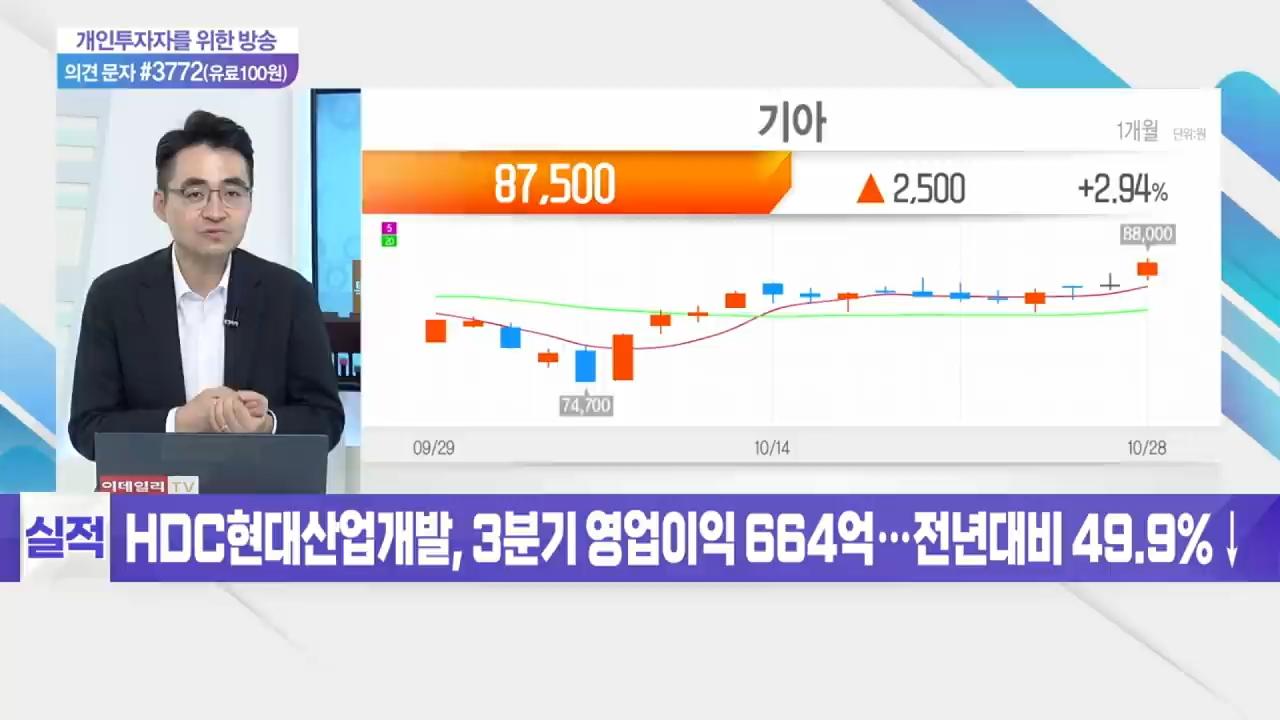 개인투자자를 위한 방송
의견 문자 #3772(유료100원)
기아
1개월 단위:원
87,500
▲ 2,500
+2.94%
5
20
88,000
74,700
09/29
10/14
10/28
이데일리 TV
실적
HDC현대산업개발, 3분기 영업이익 664억…전년대비 49.9%↓